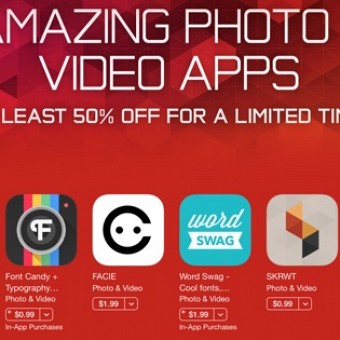 AMAZING PHOTO
VIDEO APPS
LEAST 50% OFF FOR A LIMITED TIM
F
word
SWAG
Font Candy +
Typography...
Photo & Video
+ $0.99
In-App Purchases
FACIE
Photo & Video
$1.99
Word Swag -
Cool fonts,...
Photo & Video
+ $1.99
In-App Purchases
SKRWT
Photo & Video
$0.99